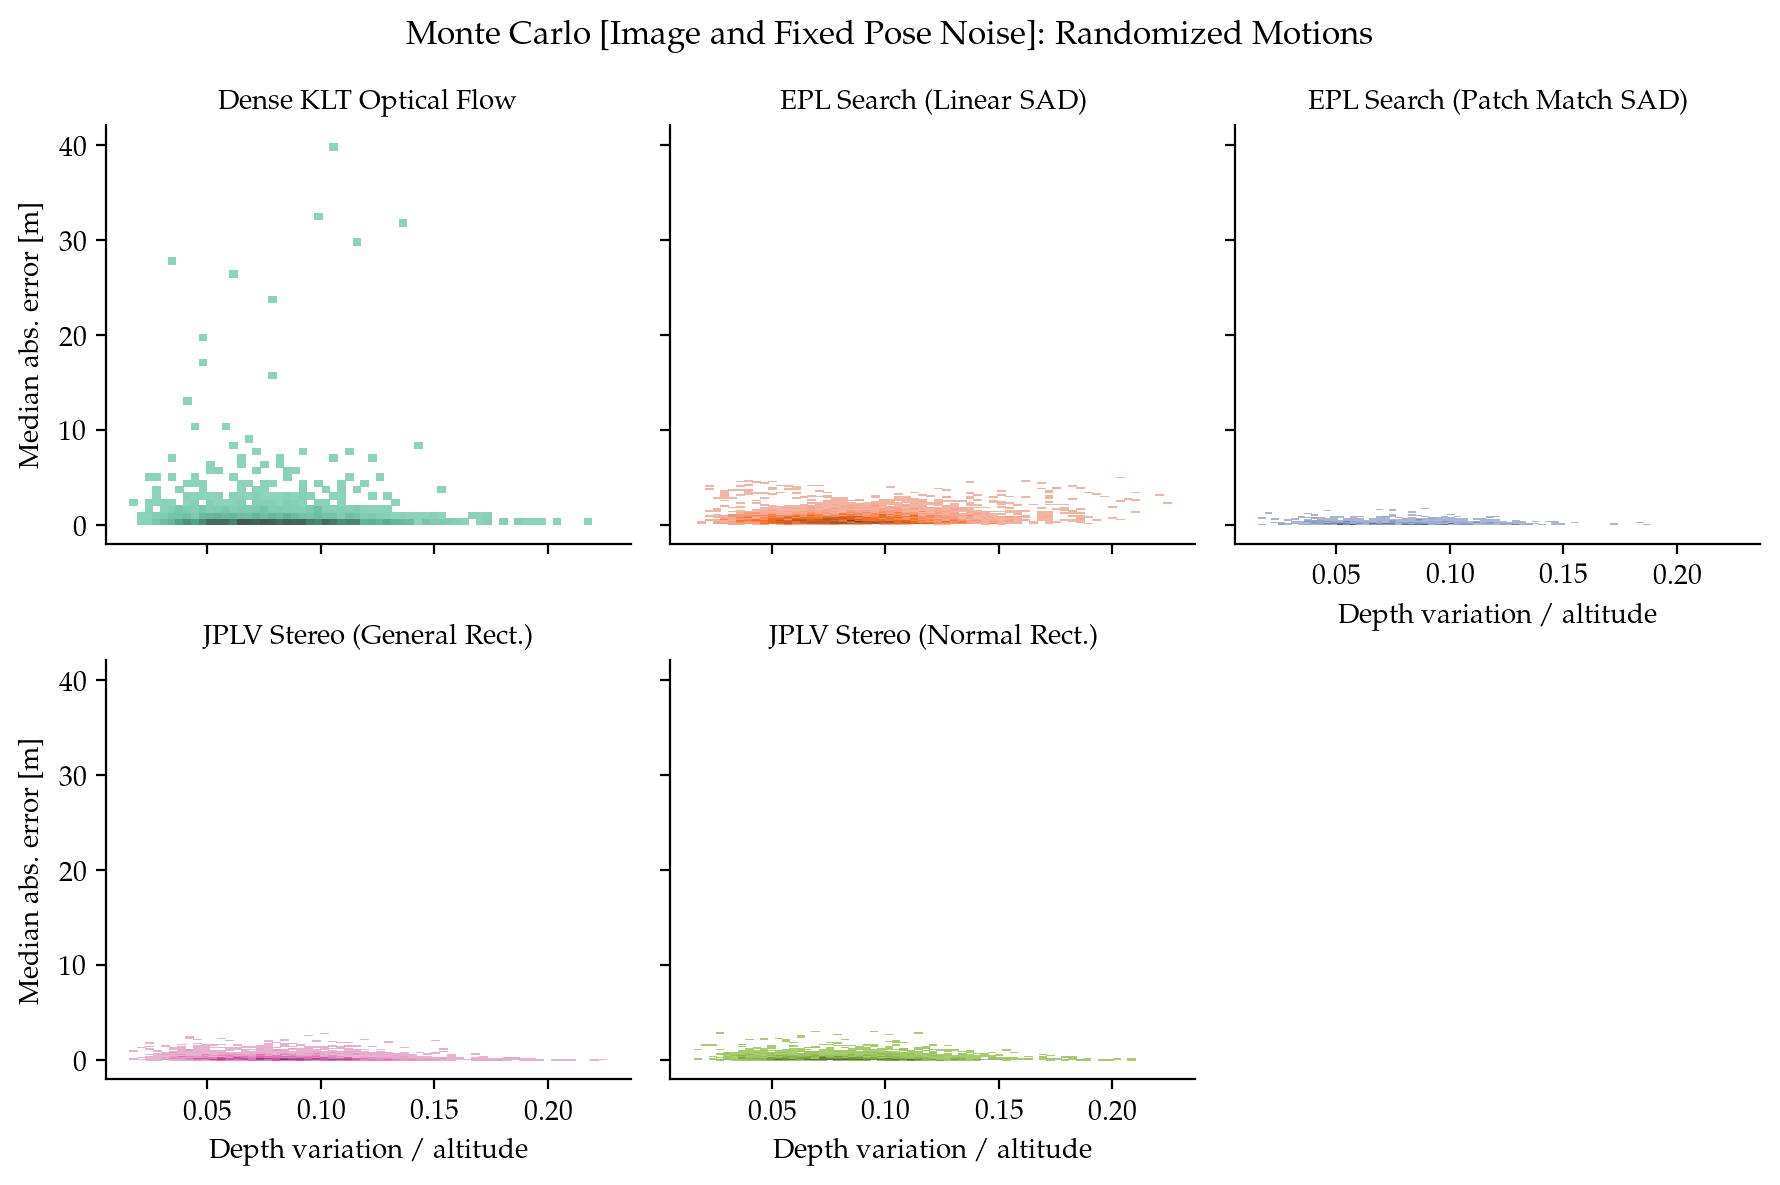 Monte Carlo [Image and Fixed Pose Noise]: Randomized Motions
Dense KLT Optical Flow
EPL Search (Linear SAD)
EPL Search (Patch Match SAD)
Median abs. error [m]
40
30
20
10
0
0.05 0.10 0.15 0.20
Depth variation / altitude
JPLV Stereo (General Rect.)
JPLV Stereo (Normal Rect.)
Median abs. error [m]
40
30
20
10
0
0.05 0.10 0.15 0.20
Depth variation / altitude
0.05 0.10 0.15 0.20
Depth variation / altitude